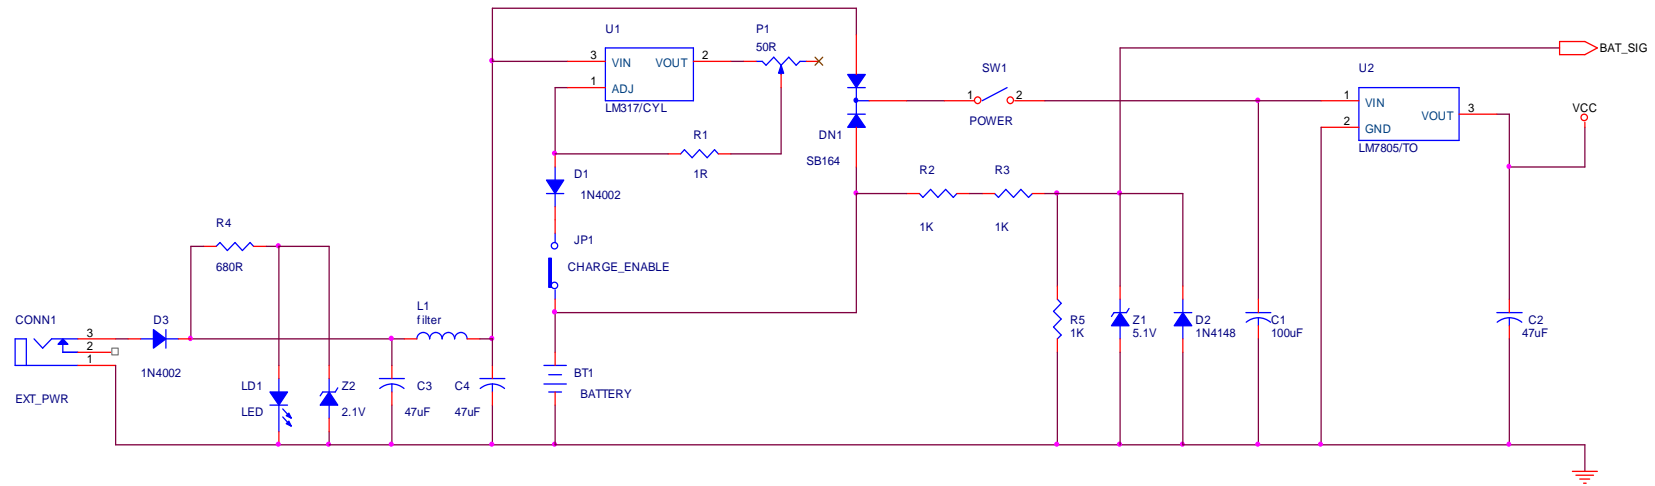 U1
P1
50R
3
VIN
VOUT
2
1
ADJ
LM317/CYL
BAT_SIG
SW1
1
2
POWER
U2
1
VIN
VOUT
3
2
GND
LM7805/TO
VCC
DN1
SB164
R1
1R
D1
1N4002
R2
R3
1K
1K
R4
680R
JP1
CHARGE_ENABLE
L1
filter
CONN1
3
2
1
EXT_PWR
D3
1N4002
LD1
LED
Z2
2.1V
C3
47uF
C4
47uF
BT1
BATTERY
R5
1K
Z1
5.1V
D2
1N4148
C1
100uF
C2
47uF